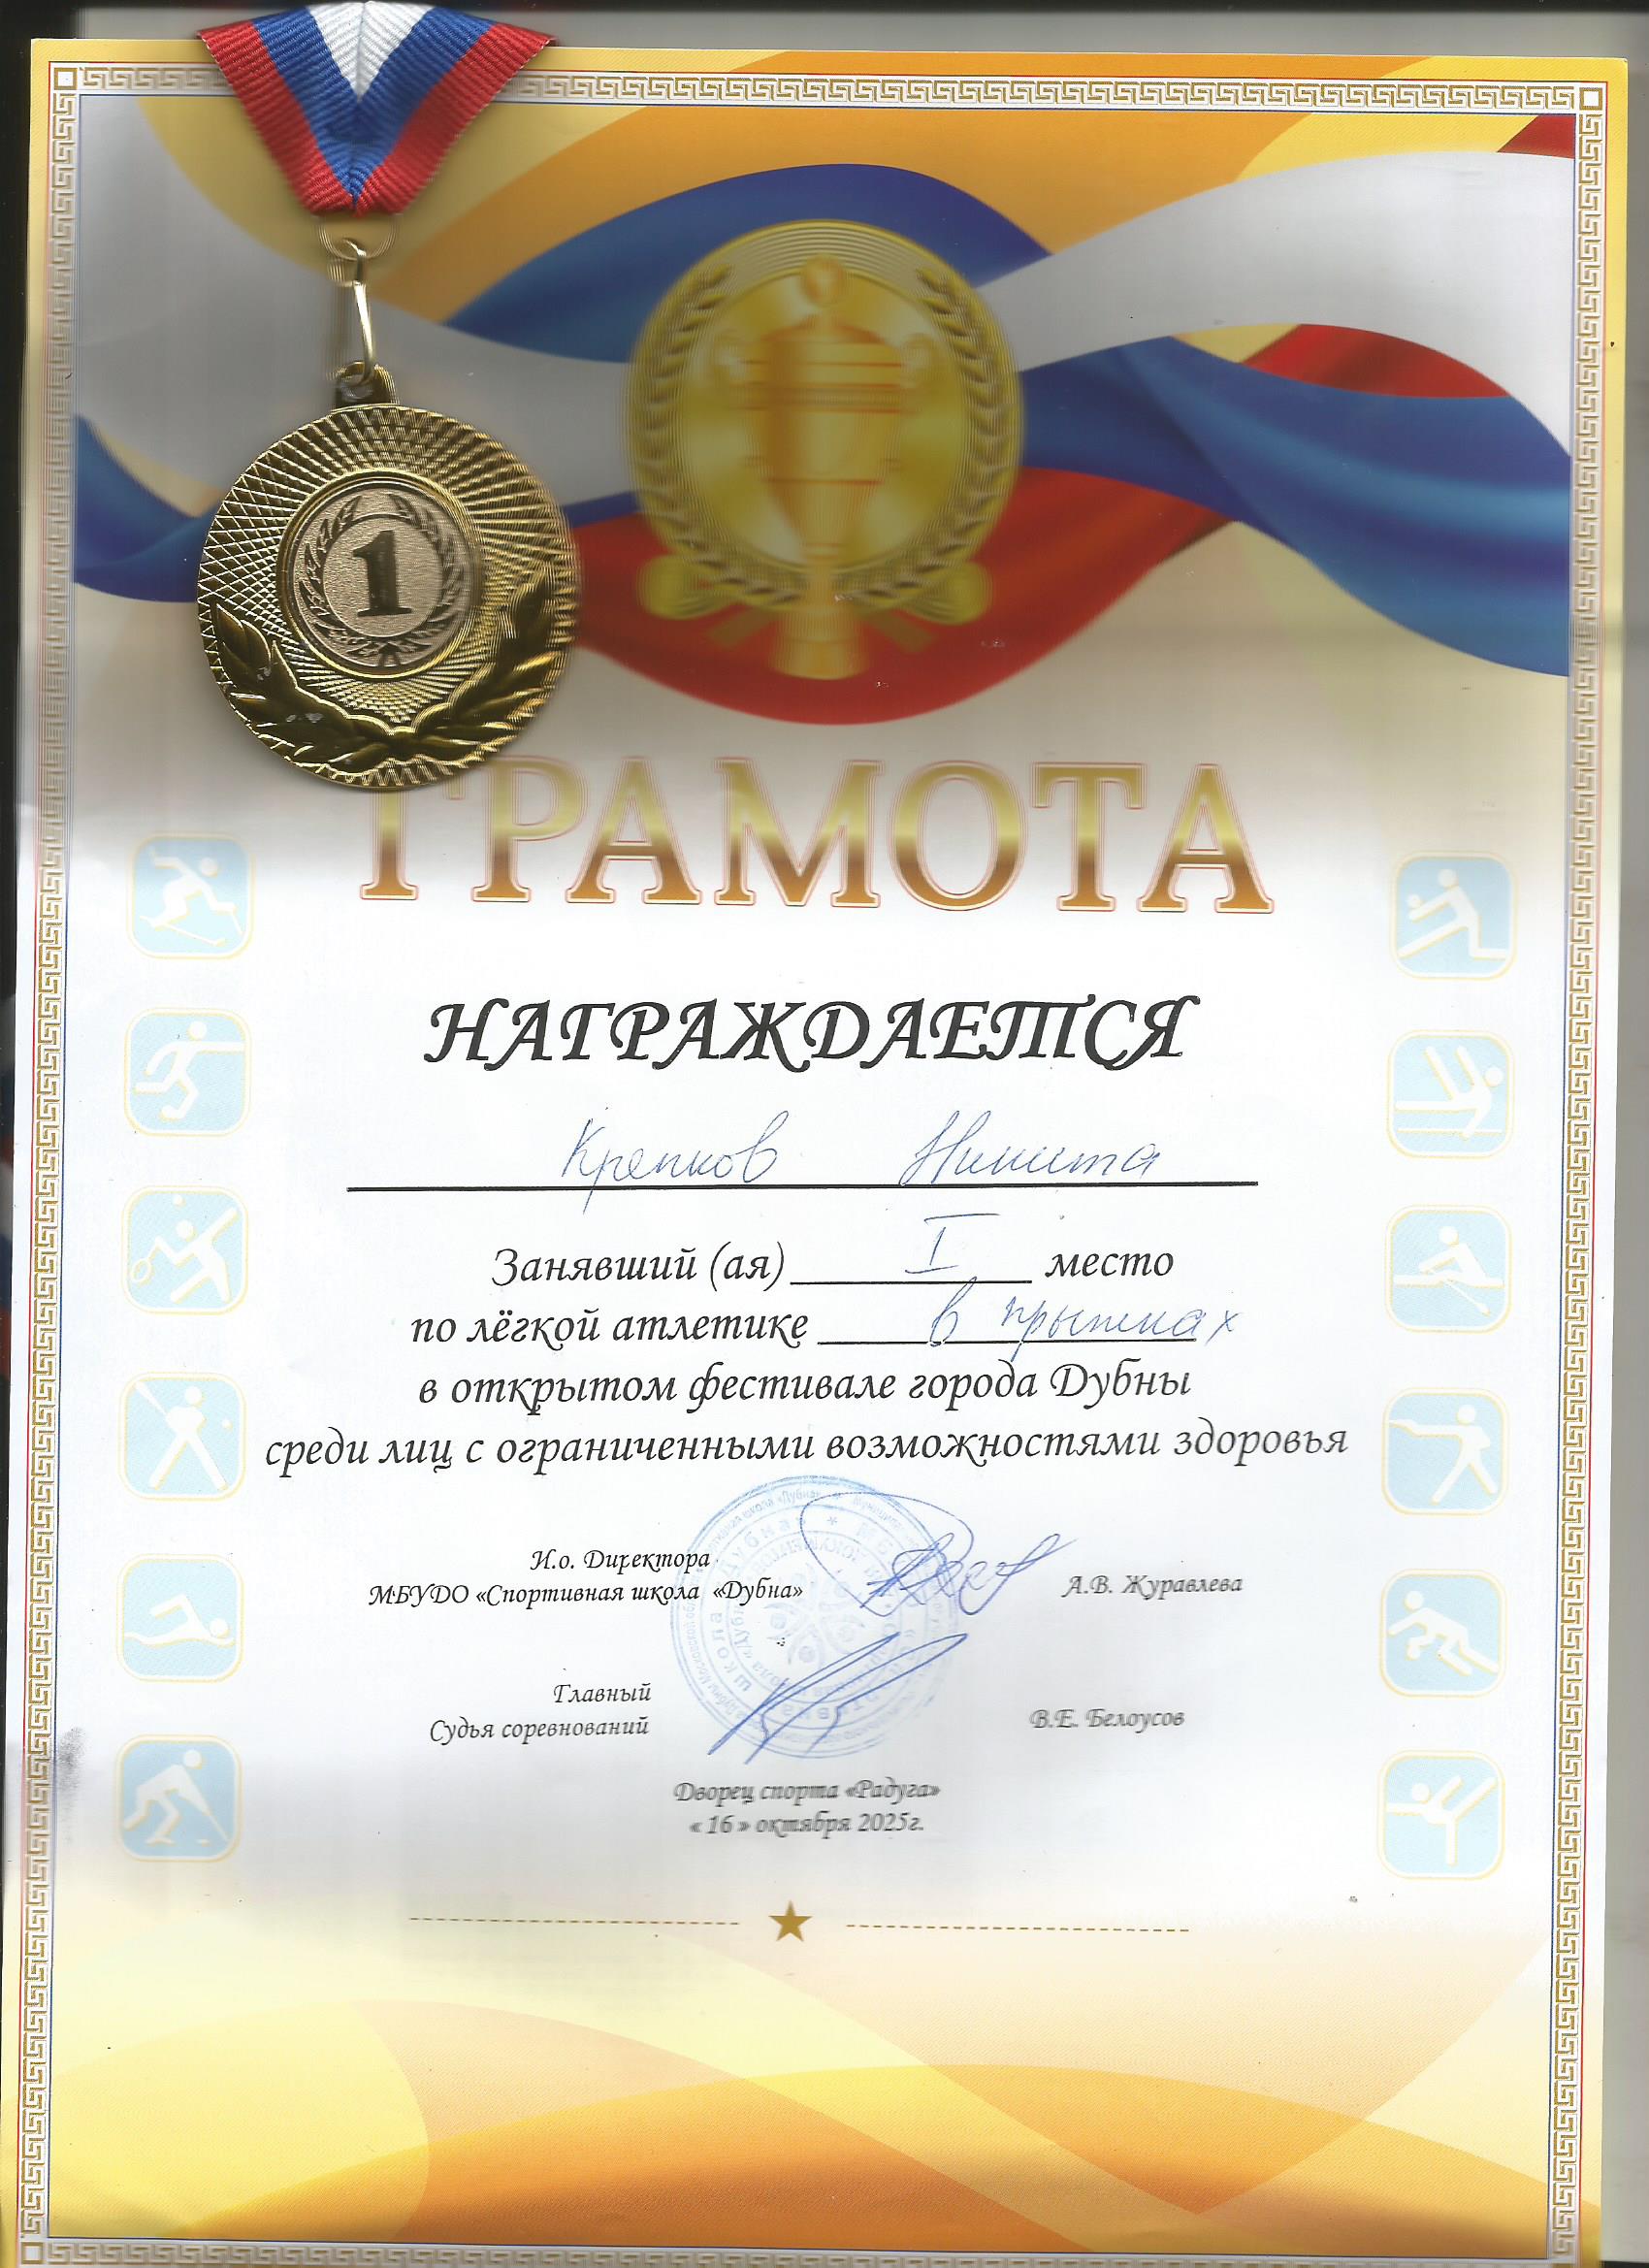 1
ГРАМОТА
НАГРАЖДАЕТСЯ
Крепков Никита
Занявший (ая) I место
по лёгкой атлетике в прыжках
в открытом фестивале города Дубны
среди лиц с ограниченными возможностями здоровья
И.о. Директора
МБУДО «Спортивная школа «Дубна» А.В. Журавлева
Главный
Судья соревнований В.Е. Белоусов
Дворец спорта «Радуга»
« 16 » октября 2025г.